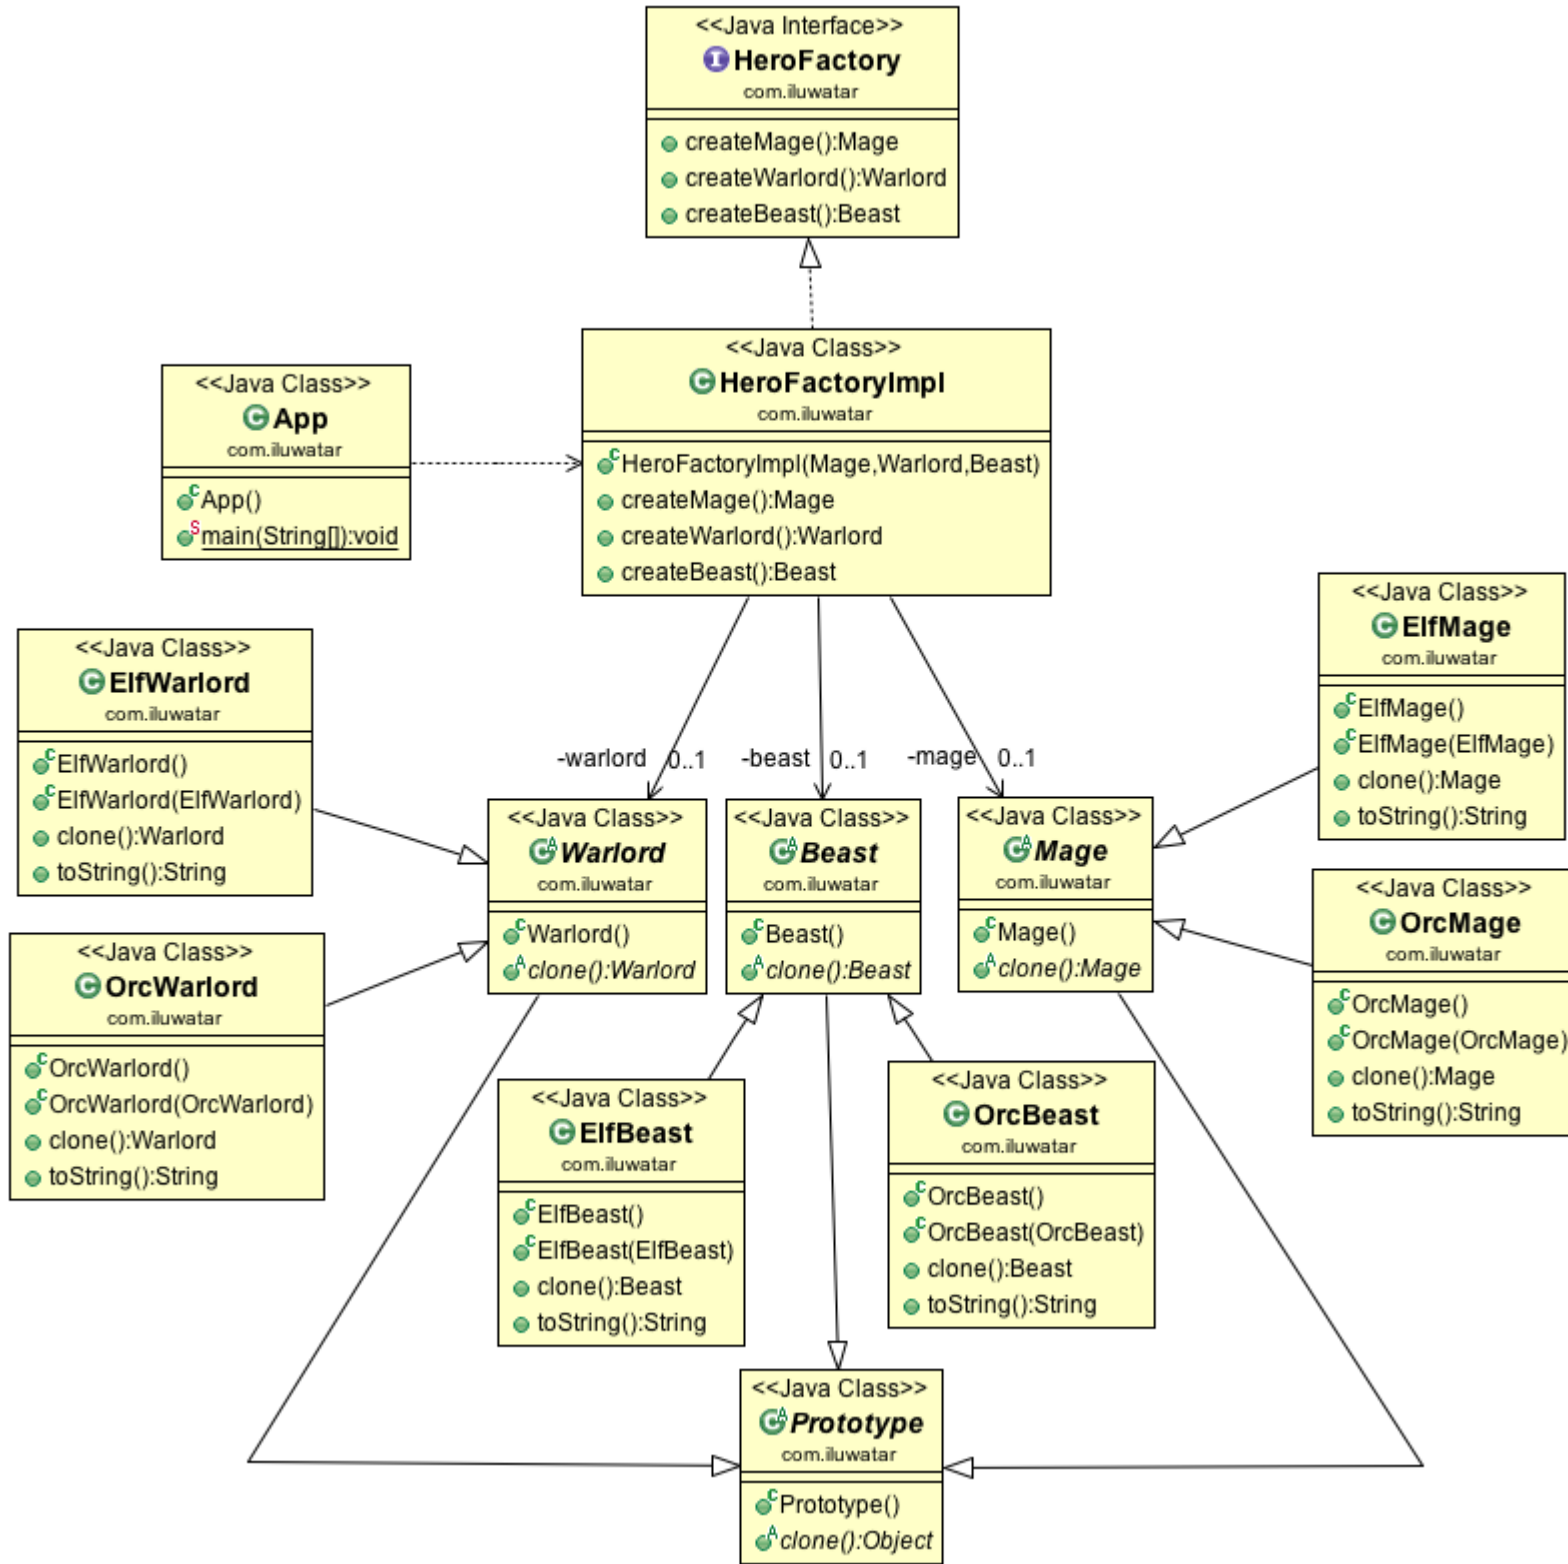 <<Java Interface>>
HeroFactory
com.iluwatar
createMage():Mage
createWarlord():Warlord
createBeast():Beast
<<Java Class>>
HeroFactoryImpl
com.iluwatar
HeroFactoryImpl(Mage,Warlord,Beast)
createMage():Mage
createWarlord():Warlord
createBeast():Beast
<<Java Class>>
App
com.iluwatar
App()
main(String[]):void
<<Java Class>>
ElfWarlord
com.iluwatar
ElfWarlord()
ElfWarlord(ElfWarlord)
clone():Warlord
toString():String
<<Java Class>>
ElfMage
com.iluwatar
ElfMage()
ElfMage(ElfMage)
clone():Mage
toString():String
-warlord 0..1
-beast 0..1
-mage 0..1
<<Java Class>>
Warlord
com.iluwatar
Warlord()
clone():Warlord
<<Java Class>>
Beast
com.iluwatar
Beast()
clone():Beast
<<Java Class>>
Mage
com.iluwatar
Mage()
clone():Mage
<<Java Class>>
OrcMage
com.iluwatar
OrcMage()
OrcMage(OrcMage)
clone():Mage
toString():String
<<Java Class>>
OrcWarlord
com.iluwatar
OrcWarlord()
OrcWarlord(OrcWarlord)
clone():Warlord
toString():String
<<Java Class>>
ElfBeast
com.iluwatar
ElfBeast()
ElfBeast(ElfBeast)
clone():Beast
toString():String
<<Java Class>>
OrcBeast
com.iluwatar
OrcBeast()
OrcBeast(OrcBeast)
clone():Beast
toString():String
<<Java Class>>
Prototype
com.iluwatar
Prototype()
clone():Object